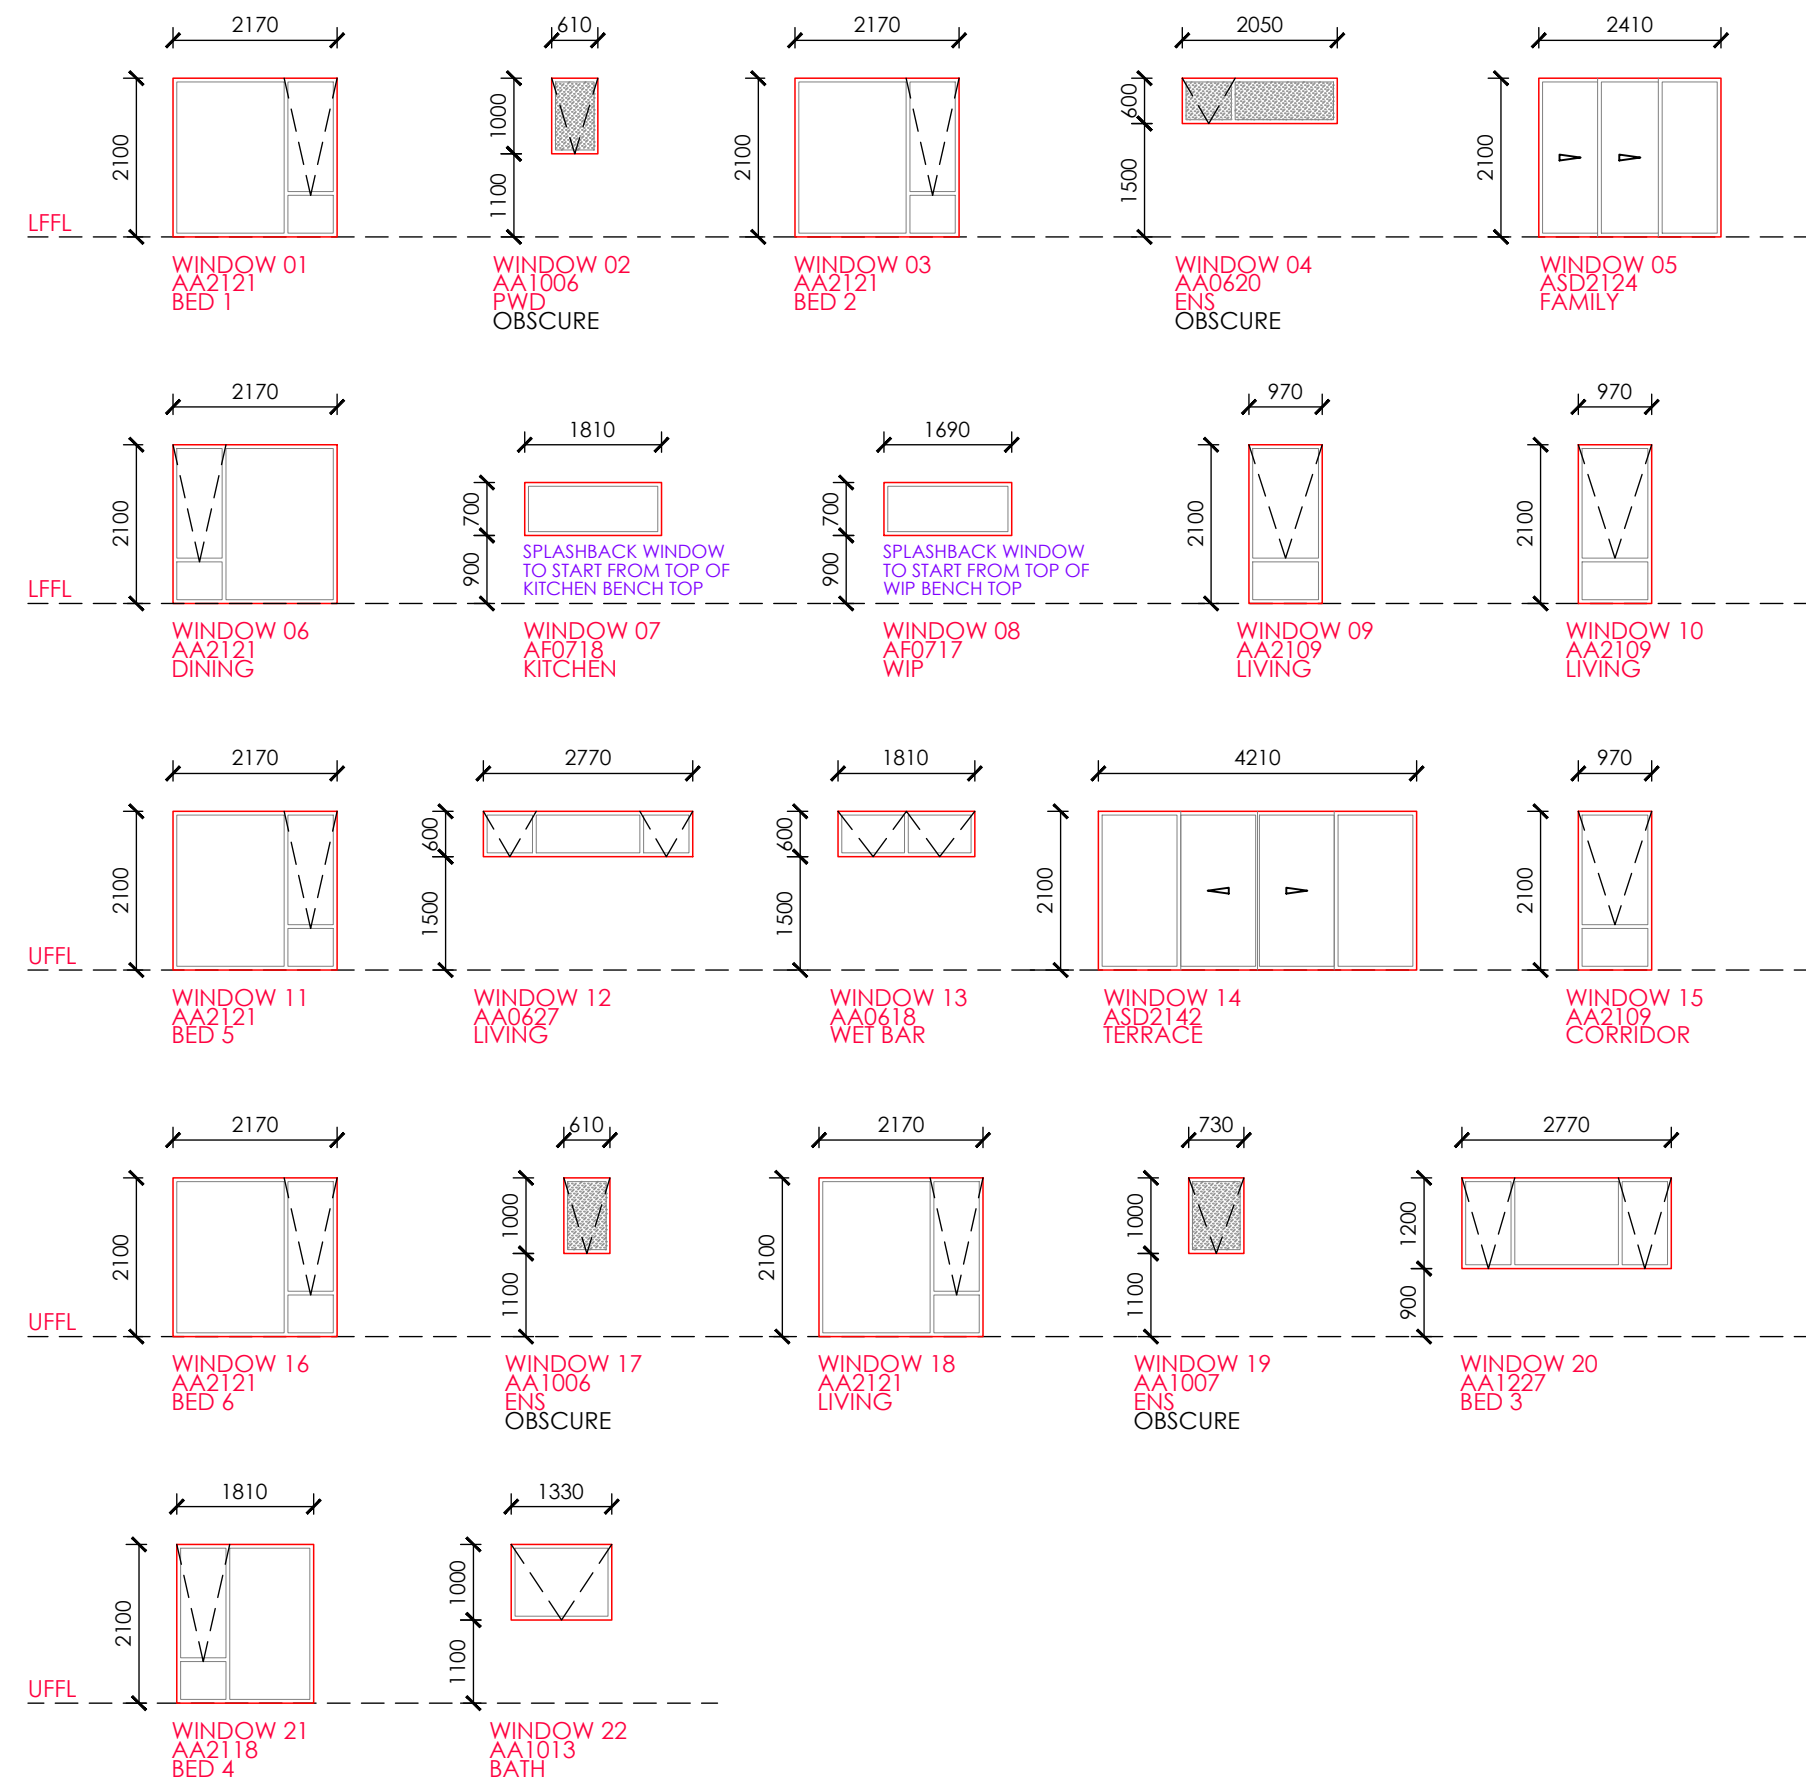 2170
610
2170
2050
2410
2100
1000
1100
2100
600
1500
2100
LFFL
WINDOW 01
AA2121
BED 1
WINDOW 02
AA1006
PWD
OBSCURE
WINDOW 03
AA2121
BED 2
WINDOW 04
AA0620
ENS
OBSCURE
WINDOW 05
ASD2124
FAMILY
2170
1810
1690
970
970
2100
700
900
700
900
2100
2100
SPLASHBACK WINDOW
TO START FROM TOP OF
KITCHEN BENCH TOP
SPLASHBACK WINDOW
TO START FROM TOP OF
WIP BENCH TOP
LFFL
WINDOW 06
AA2121
DINING
WINDOW 07
AF0718
KITCHEN
WINDOW 08
AF0717
WIP
WINDOW 09
AA2109
LIVING
WINDOW 10
AA2109
LIVING
2170
2770
1810
4210
970
2100
600
1500
600
1500
2100
2100
UFFL
WINDOW 11
AA2121
BED 5
WINDOW 12
AA0627
LIVING
WINDOW 13
AA0618
WET BAR
WINDOW 14
ASD2142
TERRACE
WINDOW 15
AA2109
CORRIDOR
2170
610
2170
730
2770
2100
1000
1100
2100
1000
1100
1200
900
UFFL
WINDOW 16
AA2121
BED 6
WINDOW 17
AA1006
ENS
OBSCURE
WINDOW 18
AA2121
LIVING
WINDOW 19
AA1007
ENS
OBSCURE
WINDOW 20
AA1227
BED 3
1810
1330
2100
1000
1100
UFFL
WINDOW 21
AA2118
BED 4
WINDOW 22
AA1013
BATH